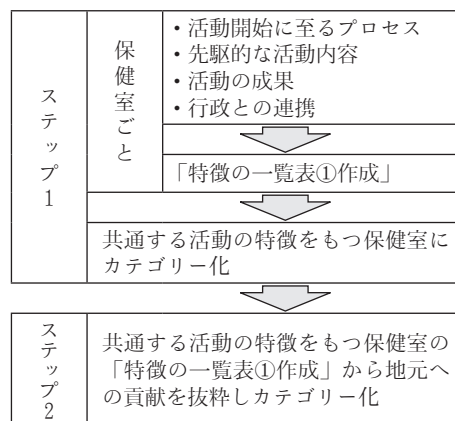 ステップ1
保健室ごと
・活動開始に至るプロセス
・先駆的な活動内容
・活動の成果
・行政との連携
「特徴の一覧表①作成」
共通する活動の特徴をもつ保健室に
カテゴリー化
ステップ2
共通する活動の特徴をもつ保健室の
「特徴の一覧表①作成」から地元へ
の貢献を抜粋しカテゴリー化